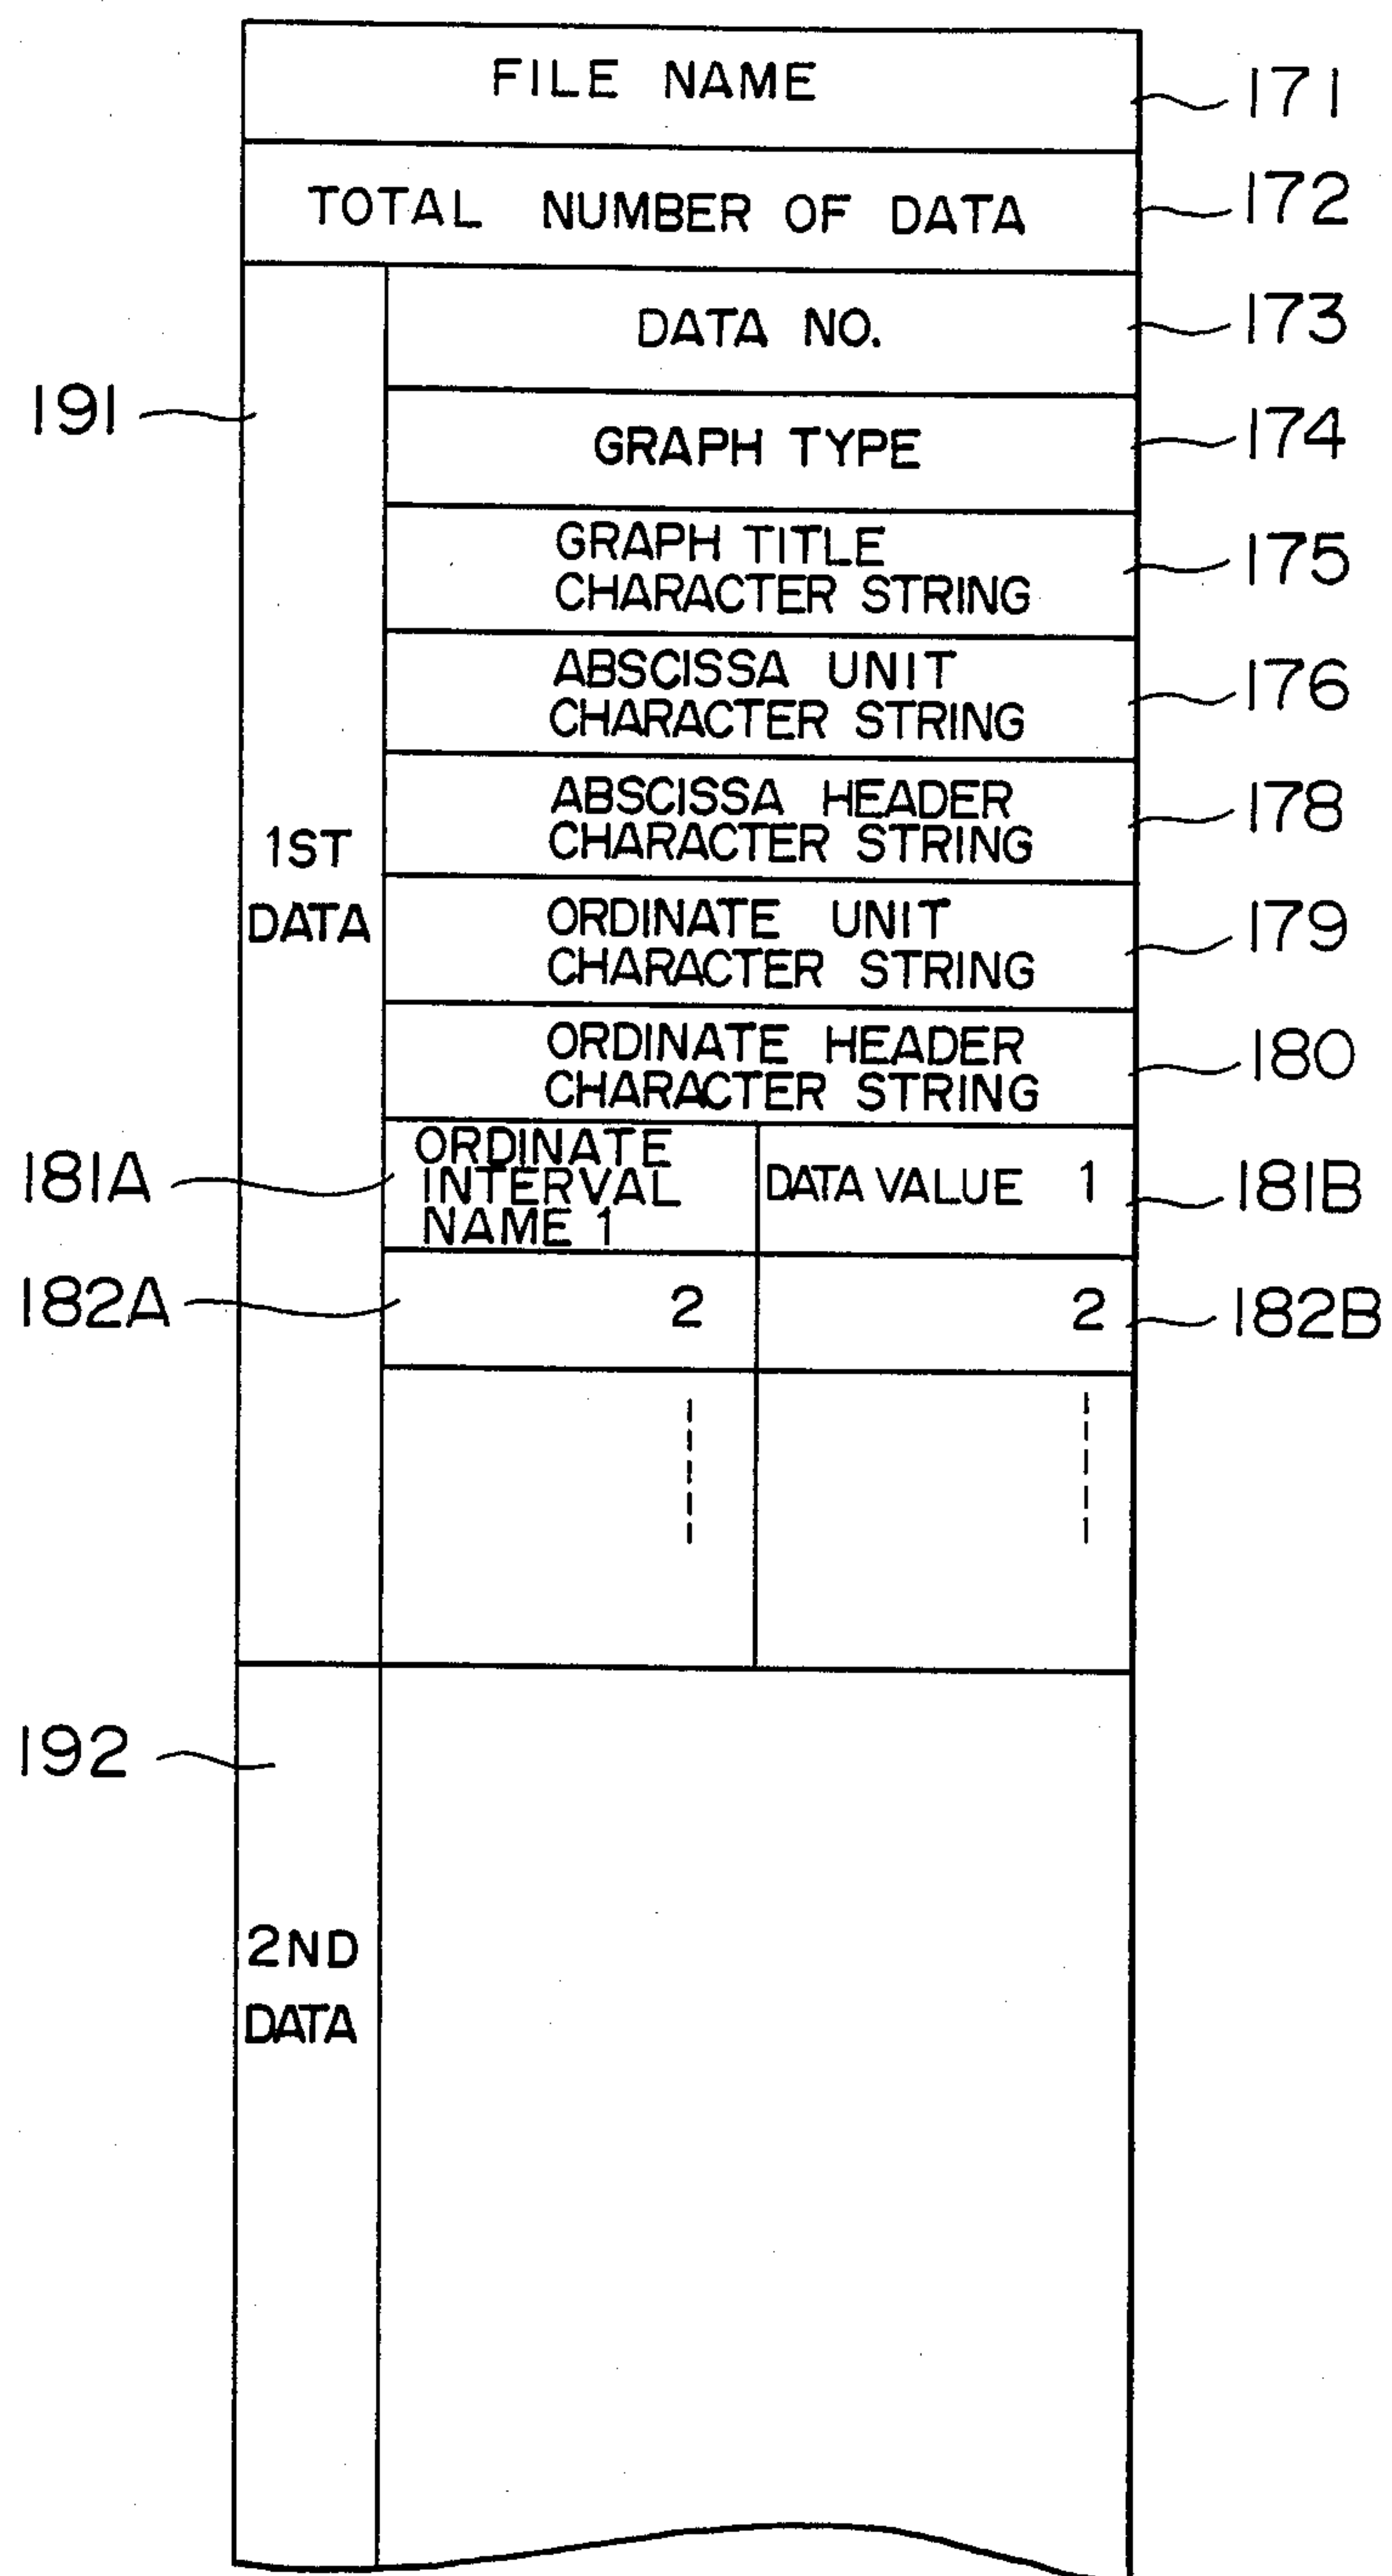 FILE NAME
171
TOTAL NUMBER OF DATA
172
DATA NO.
173
191
GRAPH TYPE
174
GRAPH TITLE
CHARACTER STRING
175
ABSCISSA UNIT
CHARACTER STRING
176
1ST
DATA
ABSCISSA HEADER
CHARACTER STRING
178
ORDINATE UNIT
CHARACTER STRING
179
ORDINATE HEADER
CHARACTER STRING
180
181A
ORDINATE
INTERVAL
NAME 1
DATA VALUE 1
181B
182A
2
2
182B
192
2ND
DATA